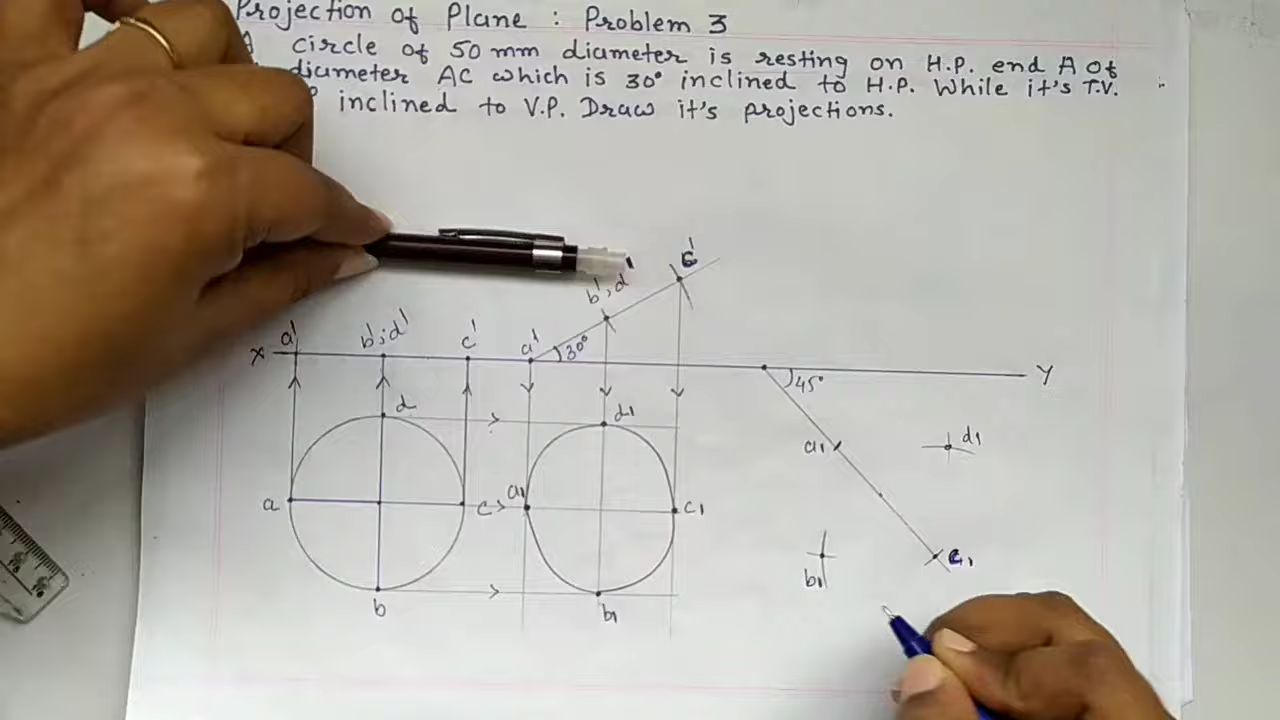 Projection of Plane : Problem 3
A circle of 50 mm diameter is resting on H.P. end A of
diameter AC which is 30° inclined to H.P. While it's T.V.
inclined to V.P. Draw it's projections.
c'
b', d'
X a' b', d' c' a' 30° Y
45°
d d1
a1 d1
a c a1 c1
b1 c1
b b1